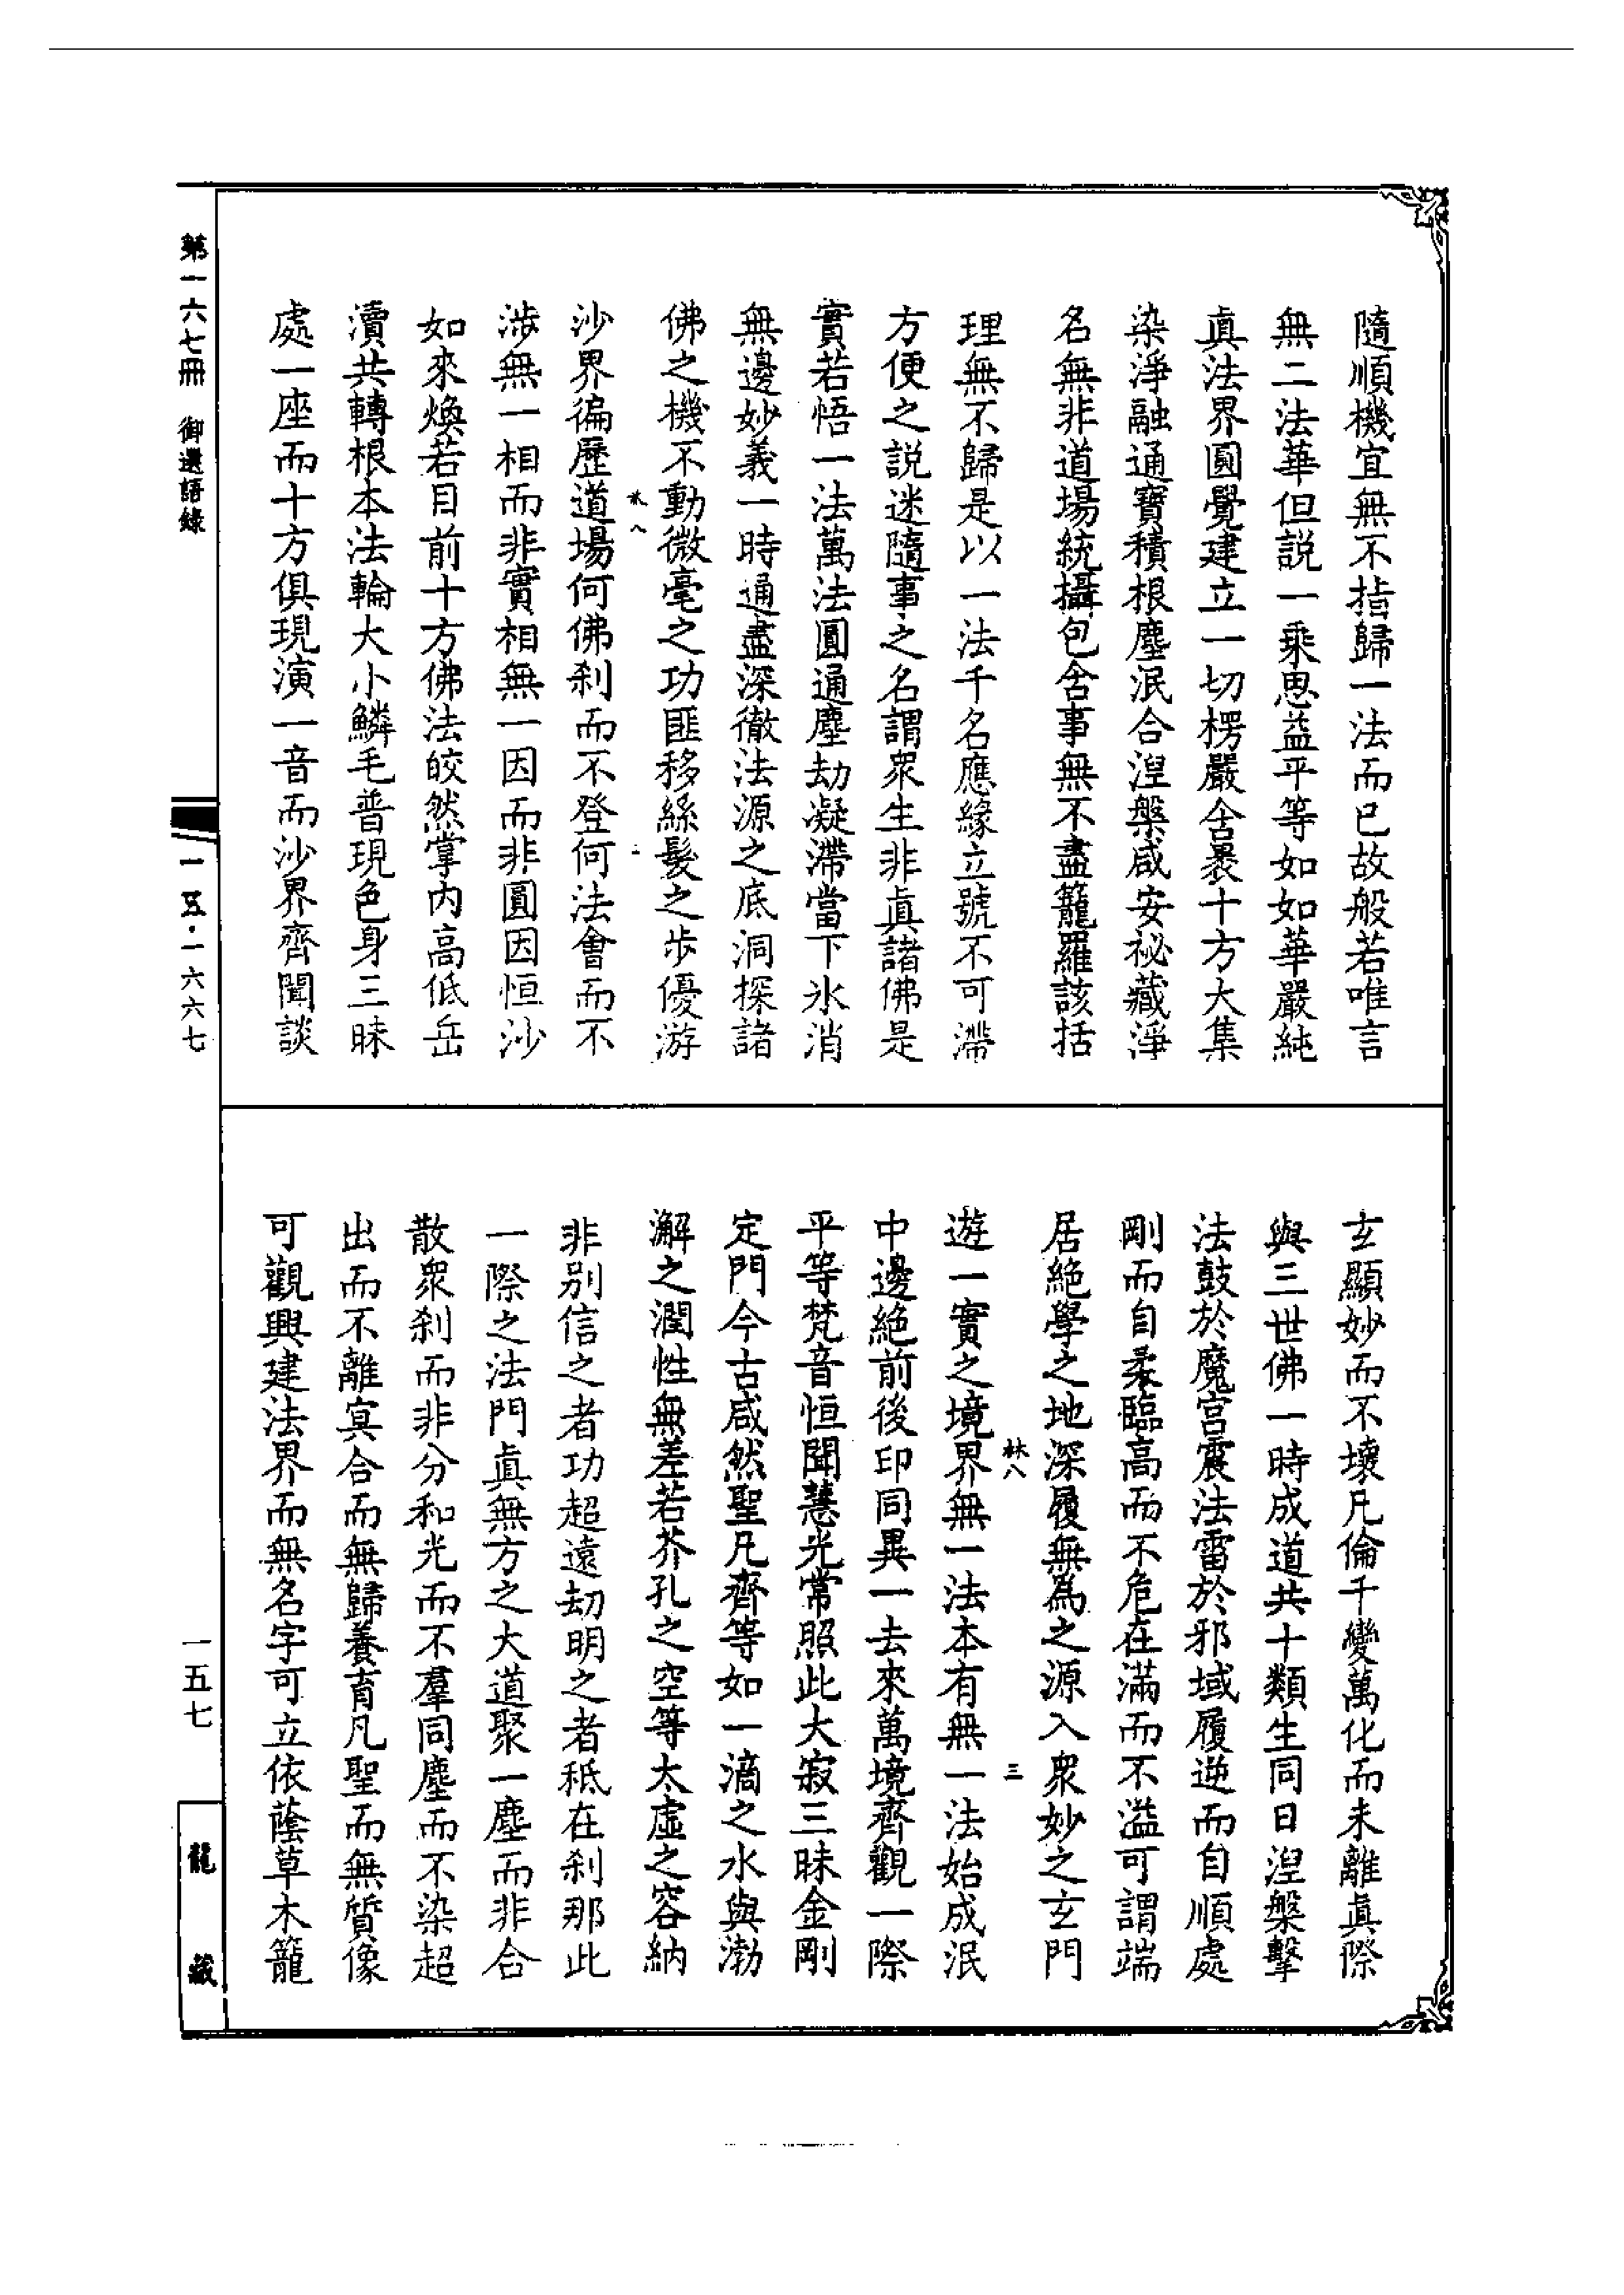 隨順機宜無不指歸一法而已故般若唯言
無二法華但説一乘思益平等如如華嚴純
眞法界圓覺建立一切楞嚴含褁十方大集
染淨融通寶積根塵泯合涅槃咸安祕藏淨
名無非道場統攝包含事無不盡籠羅該括
理無不歸是以一法千名應緣立號不可滯
方便之説迷隨事之名謂衆生非眞諸佛是
實若悟一法萬法圓通塵劫凝滯當下氷消
無邊妙義一時通盡深徹法源之底洞探諸
佛之機不動微毫之功匪移絲髮之步優游
林八 二
沙界徧歷道場何佛刹而不登何法會而不
涉無一相而非實相無一因而非圓因恒沙
如來煥若目前十方佛法皎然掌内高低岳
瀆共轉根本法輪大小鱗毛普現色身三昧
處一座而十方俱現演一音而沙界齊聞談
玄顯妙而不壞凡倫千變萬化而未離眞際
與三世佛一時成道共十類生同日涅槃擊
法鼓於魔宫震法雷於邪域履逆而自順處
剛而自柔臨高而不危在滿而不溢可謂端
居絶學之地深履無為之源入衆妙之玄門
林八 三
遊一實之境界無一法本有無一法始成泯
中邊絶前後印同異一去來萬境齊觀一際
平等梵音恒聞慧光常照此大寂三昧金剛
定門今古咸然聖凡齊等如一滴之水與渤
澥之潤性無差若芥孔之空等太虛之容納
非别信之者功超遠劫明之者秖在刹那此
一際之法門眞無方之大道聚一塵而非合
散衆刹而非分和光而不羣同塵而不染超
出而不離冥合而無歸養育凡聖而無質像
可觀興建法界而無名字可立依蔭草木籠
第一六七冊 御選語錄
一五·一六六七
一五七
龍藏